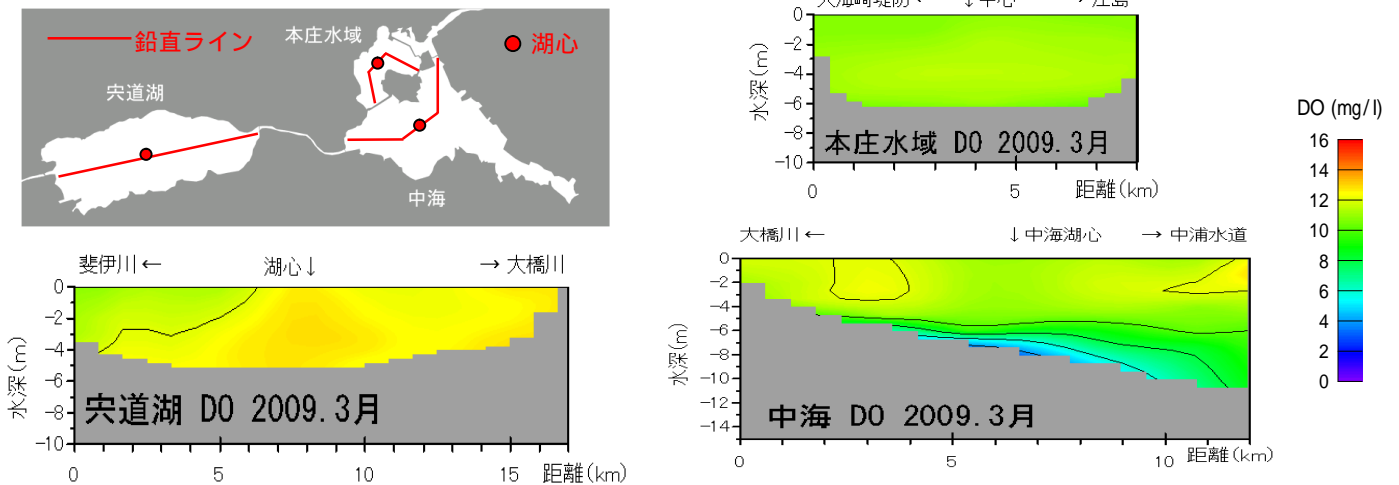 鉛直ライン
本庄水域
湖心
宍道湖
中海
↓中心
→江島
0
-2
-4
-6
-8
-10
水深(m)
本庄水域 DO 2009.3月
0
5
距離(km)
DO (mg/l)
16
14
12
10
8
6
4
2
0
斐伊川←
湖心↓
→大橋川
0
-2
-4
-6
-8
-10
水深(m)
宍道湖 DO 2009.3月
0
5
10
15
距離(km)
大橋川←
↓中海湖心
→ 中浦水道
0
-2
-4
-6
-8
-10
-12
-14
水深(m)
中海 DO 2009.3月
0
5
10
距離(km)